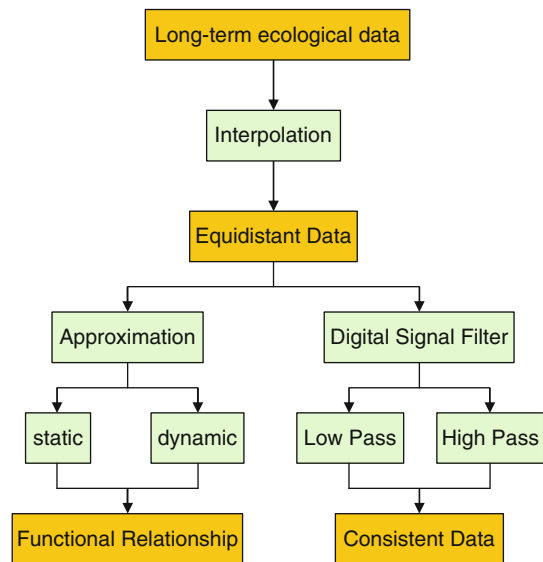 Long-term ecological data
Interpolation
Equidistant Data
Approximation
Digital Signal Filter
static
dynamic
Low Pass
High Pass
Functional Relationship
Consistent Data